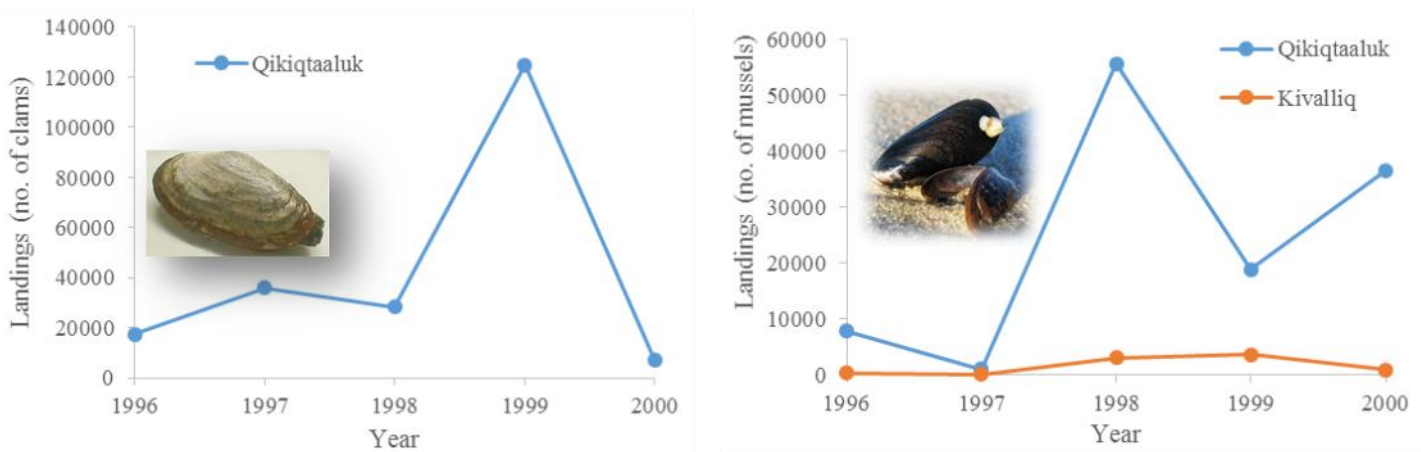 140000
120000
100000
80000
60000
40000
20000
0
Landings (no. of clams)
Qikiqtaaluk
1996 1997 1998 1999 2000
Year
60000
50000
40000
30000
20000
10000
0
Landings (no. of mussels)
Qikiqtaaluk
Kivalliq
1996 1997 1998 1999 2000
Year